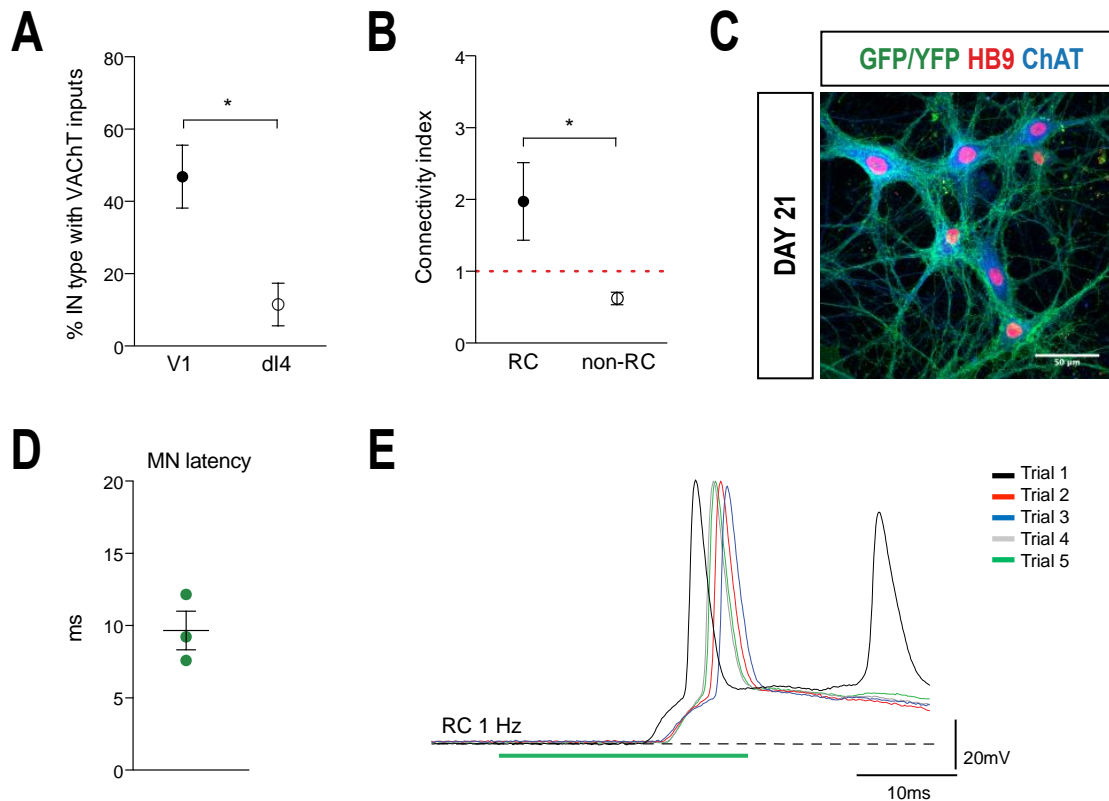 A
80
60
40
20
0
% IN type with VAChT inputs
*
V1
dI4
B
4
3
2
1
0
Connectivity index
*
RC
non-RC
C
GFP/YFP HB9 ChAT
DAY 21
50 µm
D
MN latency
20
15
10
5
0
ms
E
Trial 1
Trial 2
Trial 3
Trial 4
Trial 5
RC 1 Hz
20mV
10ms